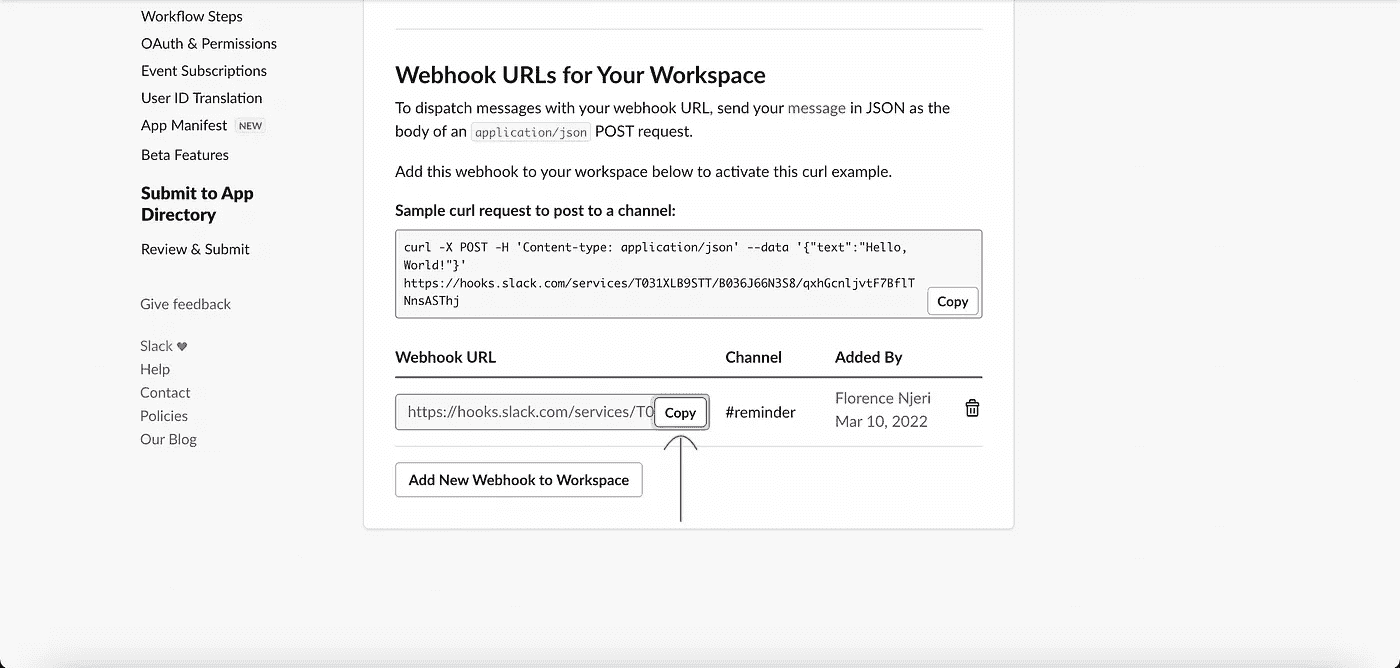 Workflow Steps
OAuth & Permissions
Event Subscriptions
User ID Translation
App Manifest NEW
Beta Features
Submit to App
Directory
Review & Submit
Give feedback
Slack ♥
Help
Contact
Policies
Our Blog
Webhook URLs for Your Workspace
To dispatch messages with your webhook URL, send your message in JSON as the
body of an application/json POST request.
Add this webhook to your workspace below to activate this curl example.
Sample curl request to post to a channel:
curl -X POST -H 'Content-type: application/json' --data '{"text":"Hello,
World!"}'
https://hooks.slack.com/services/T031XLB9STT/B036J66N3S8/qxhGcnljvtF7BflT
NnsASThj
Copy
Webhook URL Channel Added By
https://hooks.slack.com/services/T0 Copy #reminder Florence Njeri
Mar 10, 2022
Add New Webhook to Workspace